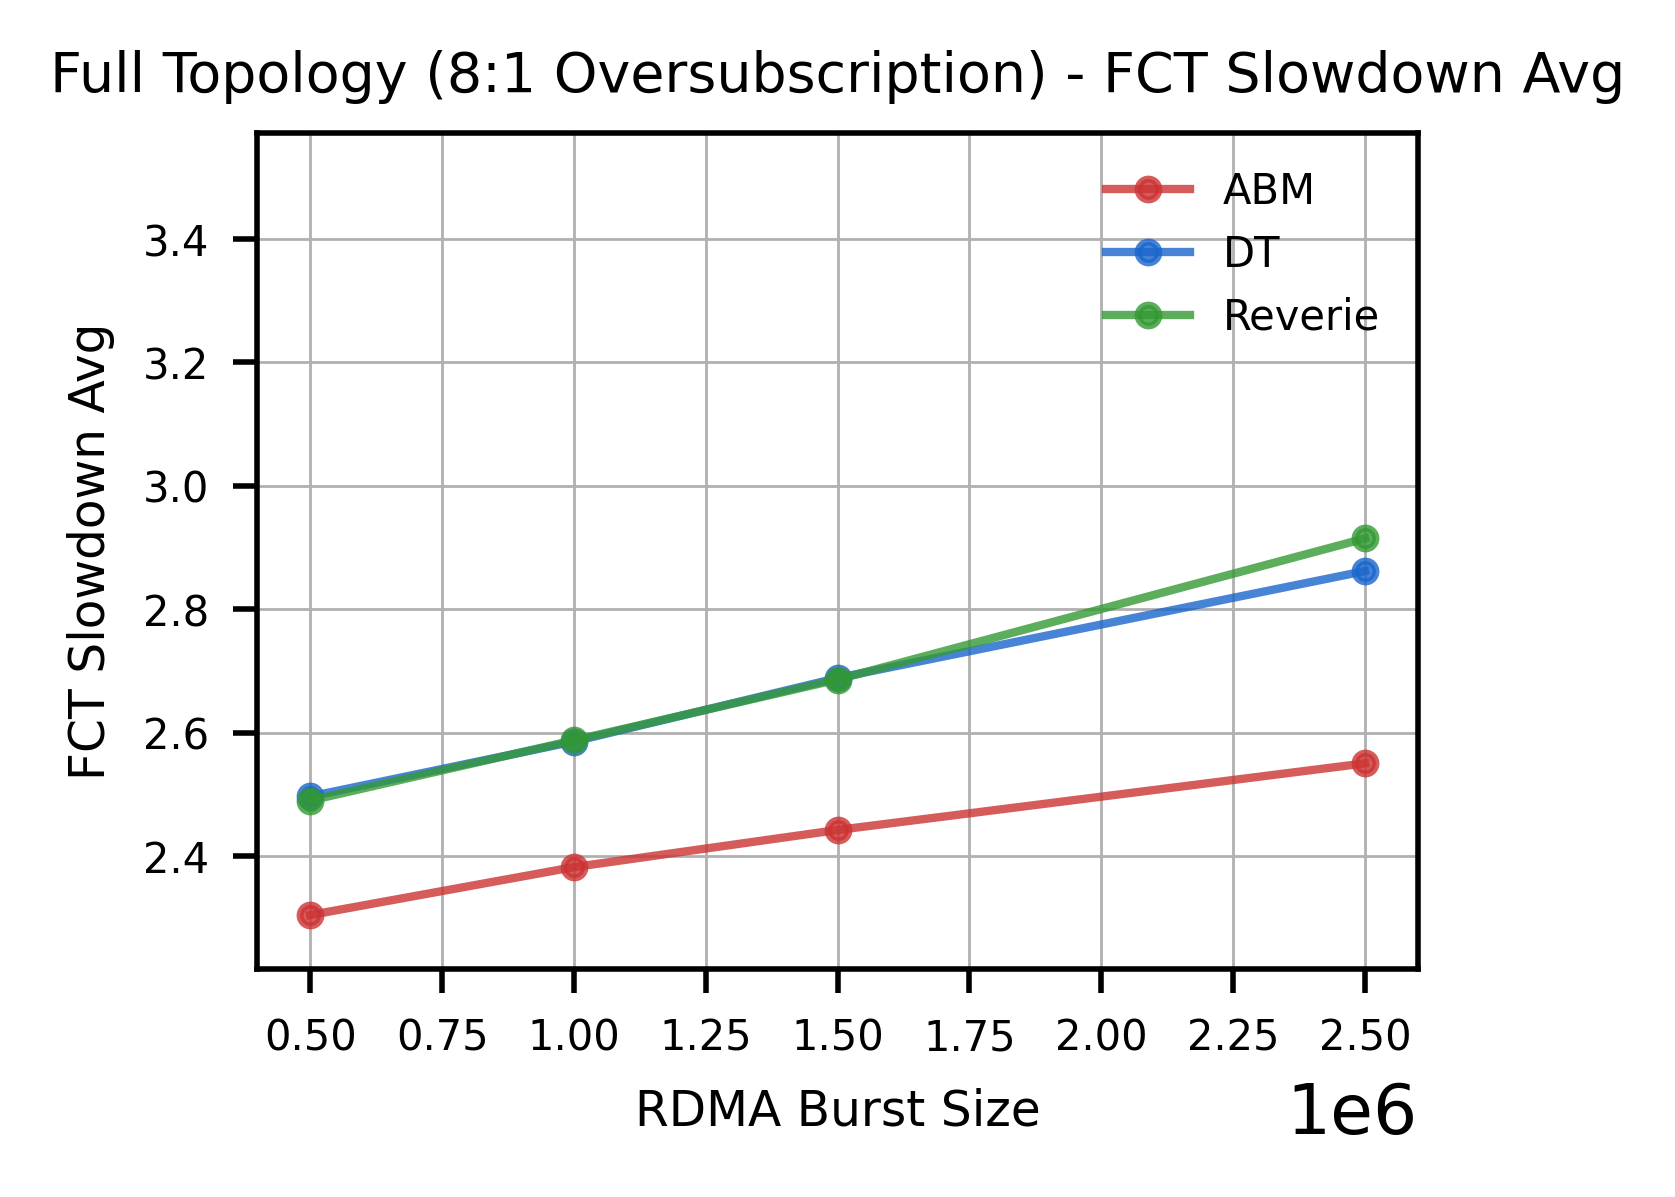 Full Topology (8:1 Oversubscription) - FCT Slowdown Avg
ABM
DT
Reverie
FCT Slowdown Avg
3.4
3.2
3.0
2.8
2.6
2.4
0.50 0.75 1.00 1.25 1.50 1.75 2.00 2.25 2.50
RDMA Burst Size
1e6